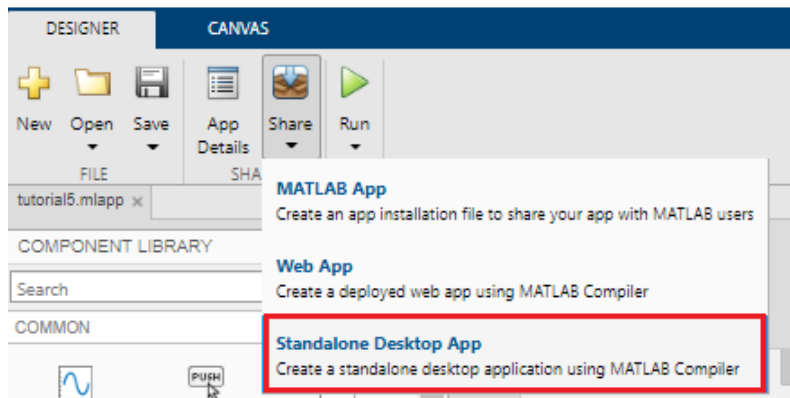 DESIGNER CANVAS
New Open Save App Details Share Run
FILE SHA
tutorial5.mlapp ×
MATLAB App
Create an app installation file to share your app with MATLAB users
COMPONENT LIBRARY
Web App
Search
Create a deployed web app using MATLAB Compiler
COMMON
Standalone Desktop App
Create a standalone desktop application using MATLAB Compiler
PUSH